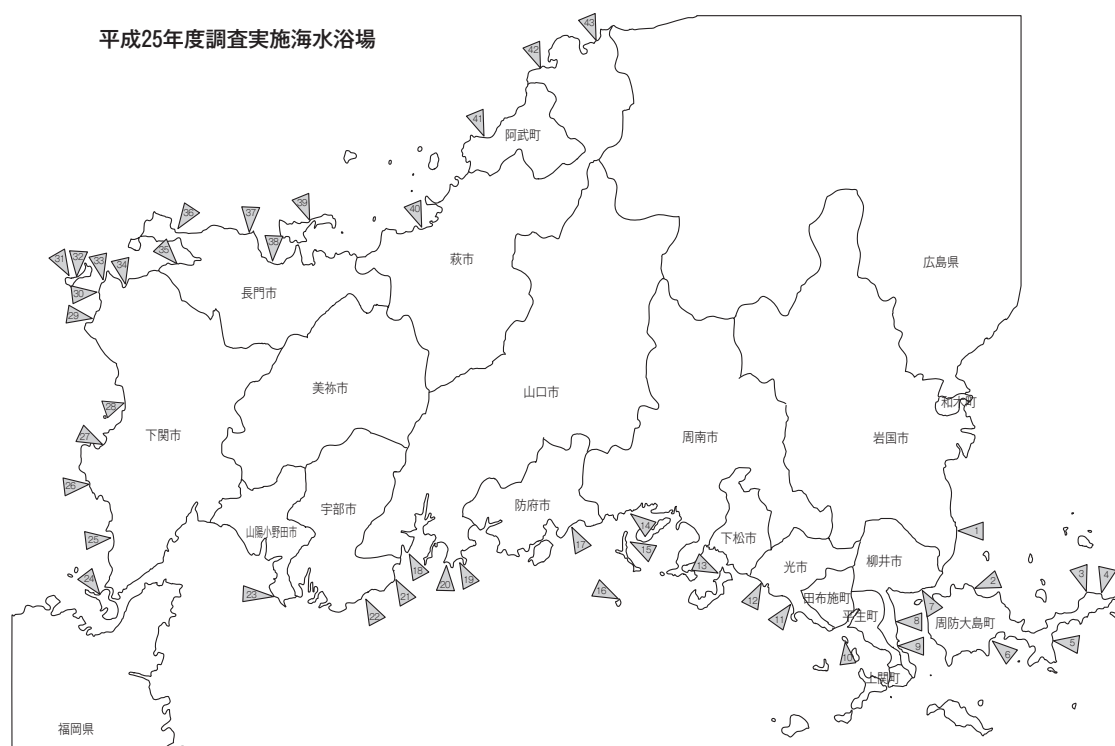 平成25年度調査実施海水浴場
43
42
41
阿武町
39
40
36
37
38
35
31
32
33
34
30
29
萩市
長門市
広島県
美祢市
山口市
和木町
28
27
下関市
周南市
岩国市
26
防府市
宇部市
山陽小野田市
下松市
25
14
15
17
1
光市
柳井市
18
13
24
23
20
19
21
16
12
2
3
4
田布施町
7
平生町
11
22
周防大島町
8
9
5
6
10
上関町
福岡県